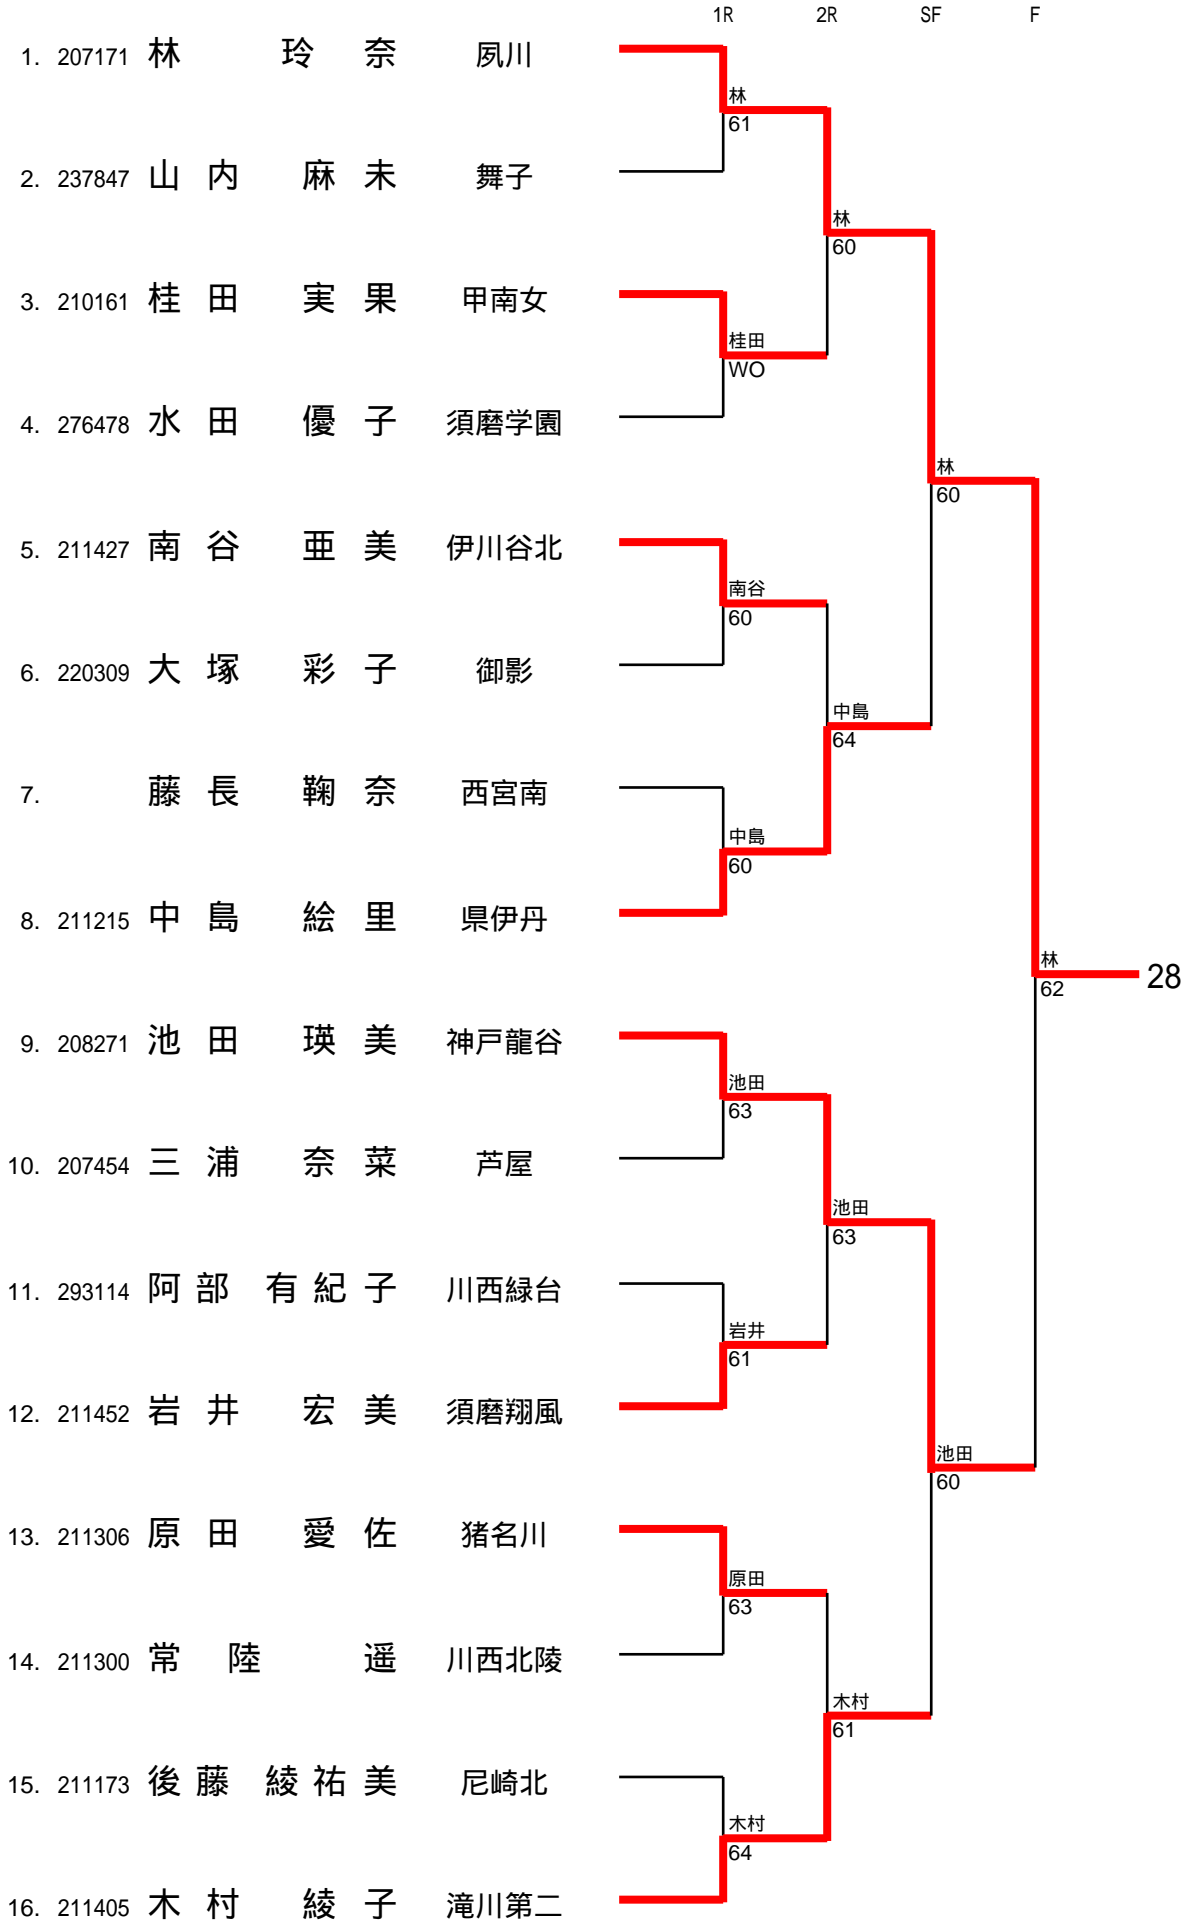 1R 2R SF F
1. 207171 林 玲 奈 夙川
林
61
2. 237847 山 内 麻 未 舞子
林
60
3. 210161 桂 田 実 果 甲南女
桂田
WO
4. 276478 水 田 優 子 須磨学園
林
60
5. 211427 南 谷 亜 美 伊川谷北
南谷
60
6. 220309 大 塚 彩 子 御影
中島
64
7. 藤 長 鞠 奈 西宮南
中島
60
8. 211215 中 島 絵 里 県伊丹
林
62
28
9. 208271 池 田 瑛 美 神戸龍谷
池田
63
10. 207454 三 浦 奈 菜 芦屋
池田
63
11. 293114 阿 部 有 紀 子 川西緑台
岩井
61
12. 211452 岩 井 宏 美 須磨翔風
池田
60
13. 211306 原 田 愛 佐 猪名川
原田
63
14. 211300 常 陸 遥 川西北陵
木村
61
15. 211173 後 藤 綾 祐 美 尼崎北
木村
64
16. 211405 木 村 綾 子 滝川第二